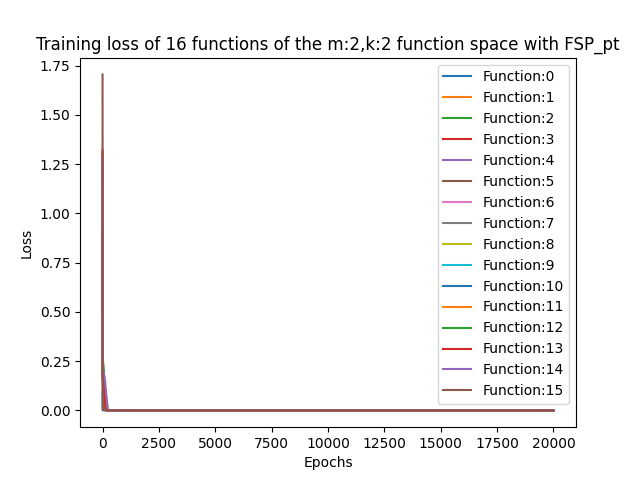 Training loss of 16 functions of the m:2,k:2 function space with FSP_pt
1.75
1.50
1.25
1.00
0.75
0.50
0.25
0.00
Loss
Function:0
Function:1
Function:2
Function:3
Function:4
Function:5
Function:6
Function:7
Function:8
Function:9
Function:10
Function:11
Function:12
Function:13
Function:14
Function:15
0 2500 5000 7500 10000 12500 15000 17500 20000
Epochs